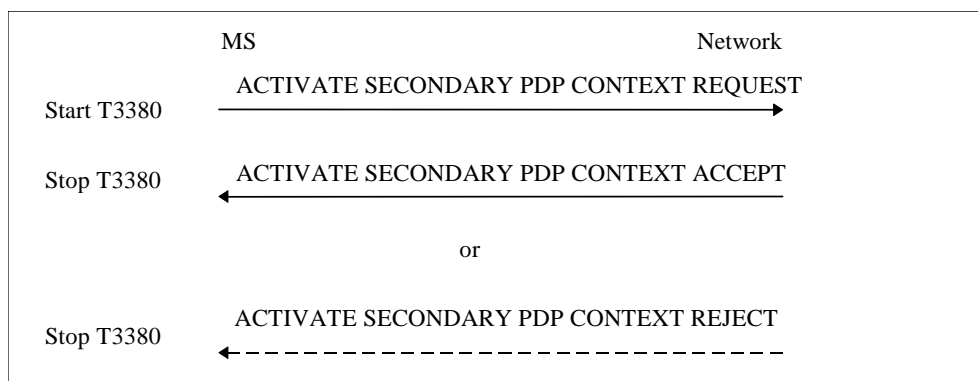 MS Network
ACTIVATE SECONDARY PDP CONTEXT REQUEST
Start T3380
ACTIVATE SECONDARY PDP CONTEXT ACCEPT
Stop T3380
or
ACTIVATE SECONDARY PDP CONTEXT REJECT
Stop T3380